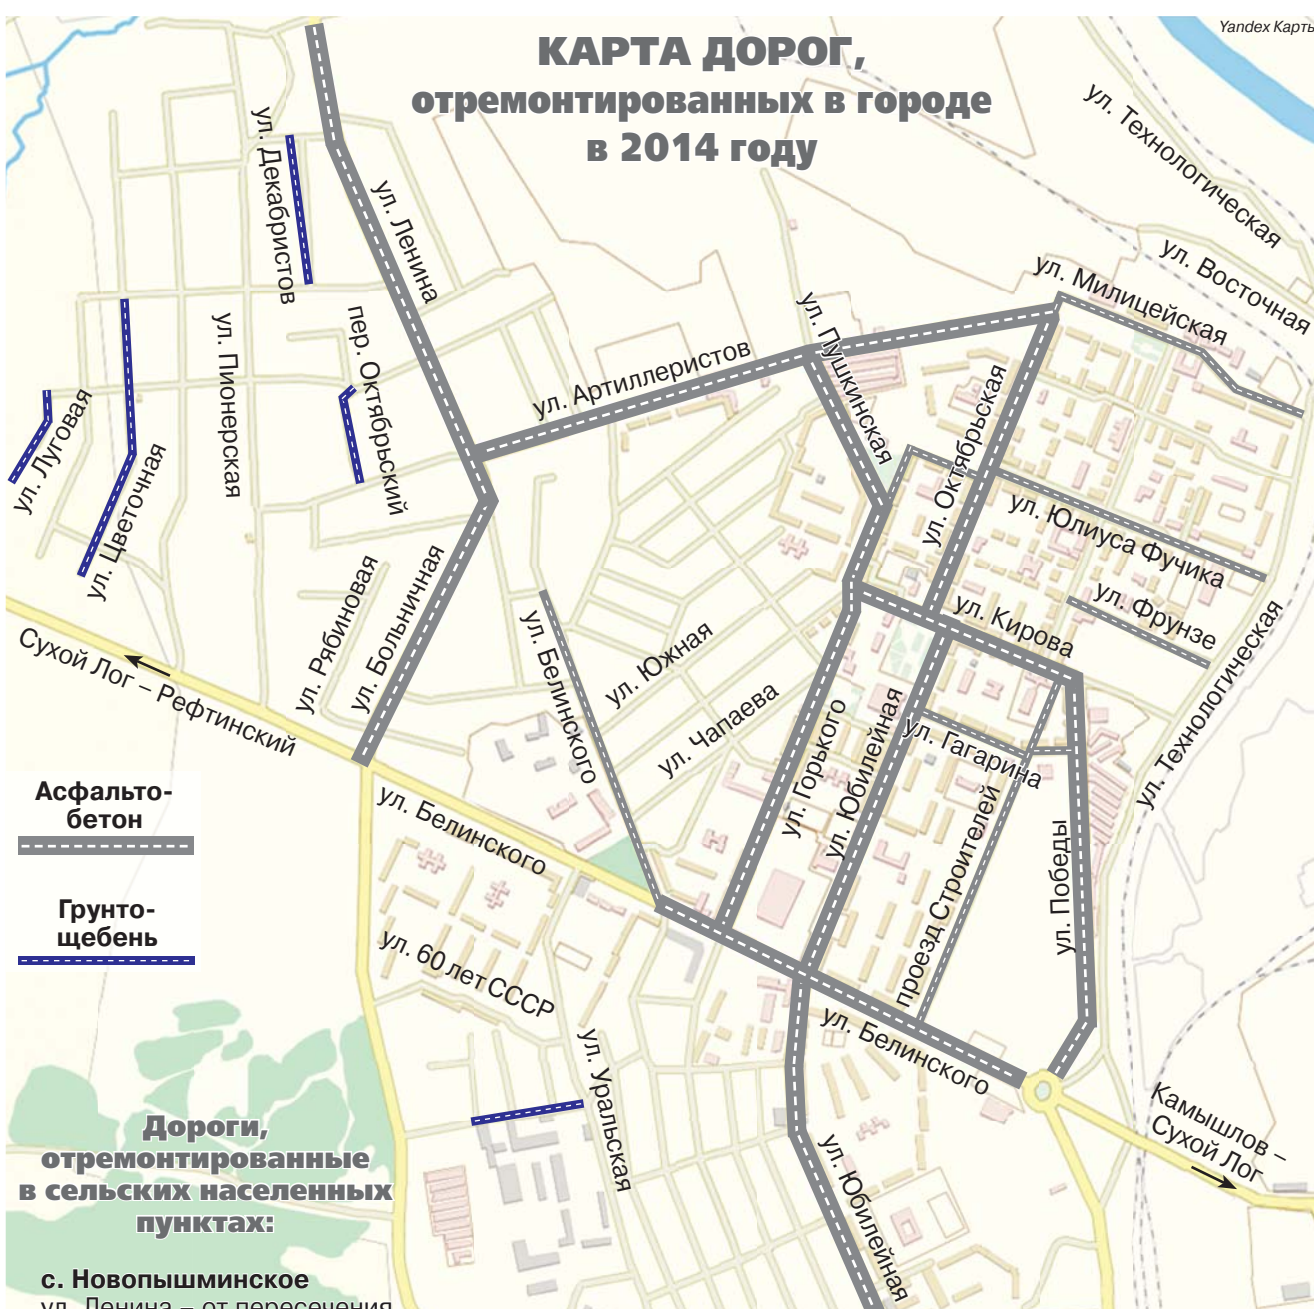 Yandex Карты
КАРТА ДОРОГ,
отремонтированных в городе
в 2014 году
ул. Технологическая
ул. Восточная
ул. Милицейская
ул. Декабристов
ул. Ленина
ул. Пионерская
пер. Октябрьский
ул. Пушкинская
ул. Артиллеристов
ул. Октябрьская
ул. Луговая
ул. Цветочная
ул. Юлиуса Фучика
ул. Фрунзе
ул. Кирова
ул. Рябиновая
ул. Больничная
ул. Белинского
ул. Южная
ул. Чапаева
Сухой Лог – Рефтинский
ул. Горького
ул. Юбилейная
ул. Гагарина
ул. Технологическая
проезд Строителей
ул. Победы
Асфальто-
бетон
Грунто-
щебень
ул. Белинского
ул. 60 лет СССР
ул. Уральская
ул. Белинского
ул. Юбилейная
Камышлов –
Сухой Лог
Дороги,
отремонтированные
в сельских населенных
пунктах:
с. Новопышминское
ул. Ленина – от пересечения